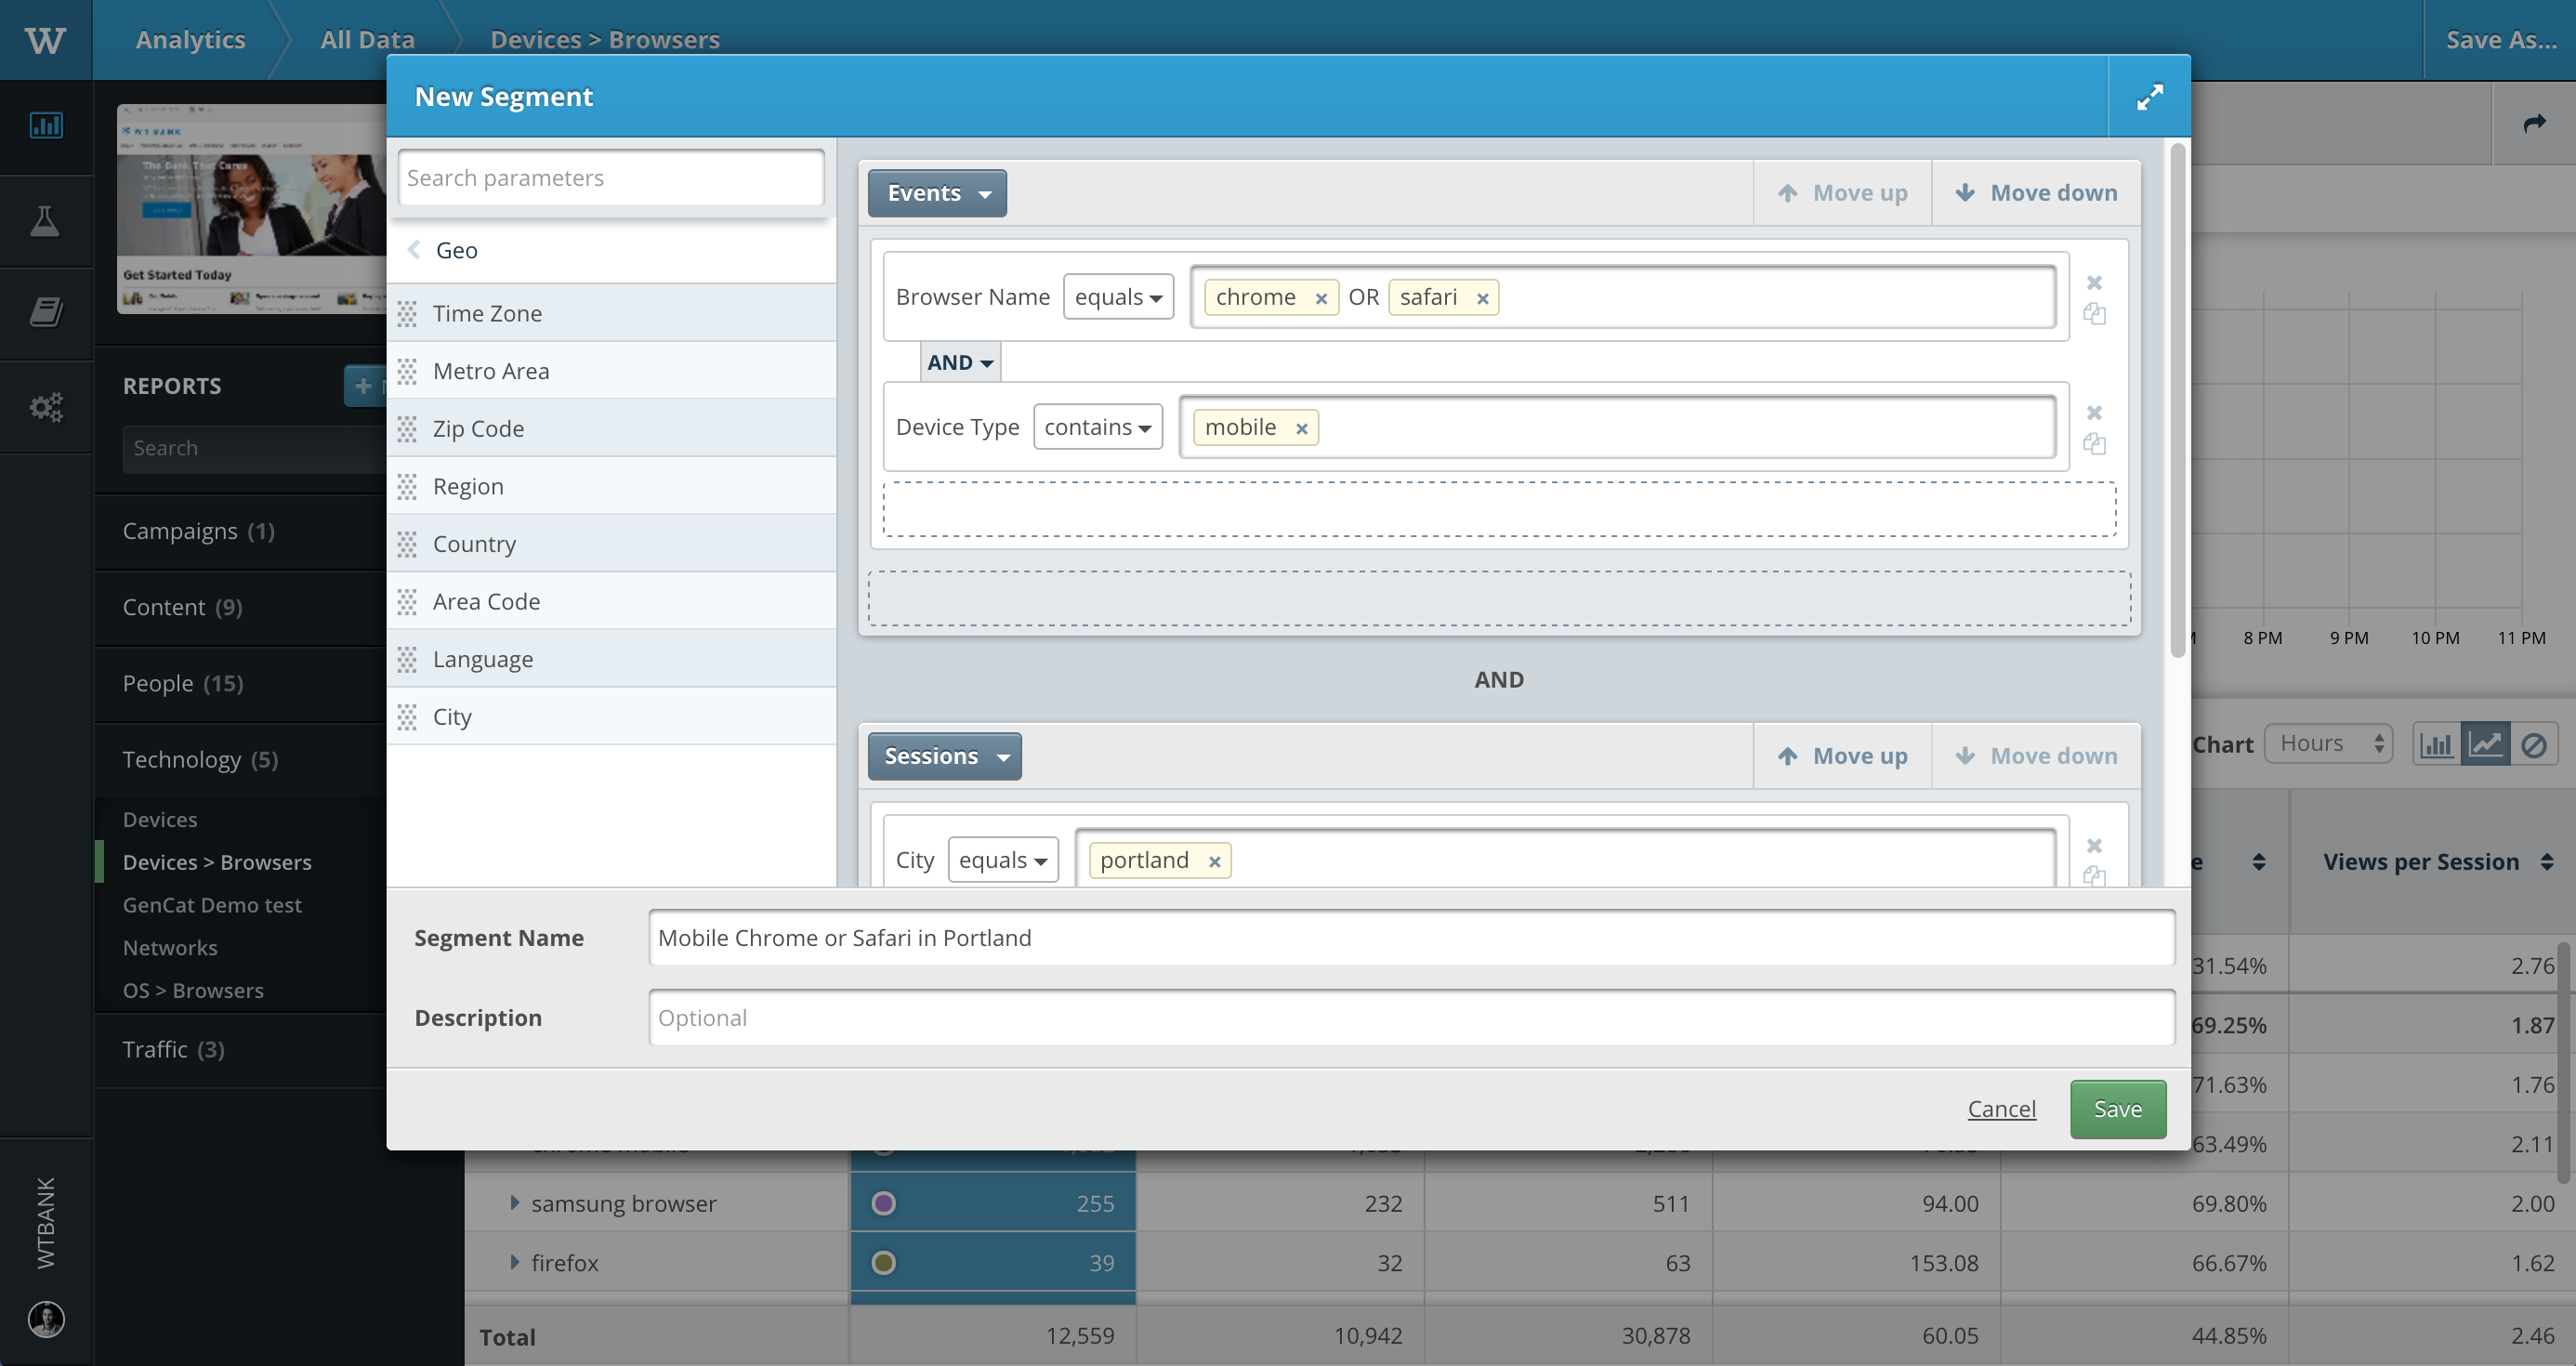 W
Analytics
All Data
Devices > Browsers
Save As...
New Segment
WT BANK
The Bank That Cares
Get Started Today
REPORTS
Search
Campaigns (1)
Content (9)
People (15)
Technology (5)
Devices
Devices > Browsers
GenCat Demo test
Networks
OS > Browsers
Traffic (3)
WTBANK
Search parameters
Geo
Time Zone
Metro Area
Zip Code
Region
Country
Area Code
Language
City
Events
Move up
Move down
Browser Name equals chrome × OR safari ×
AND
Device Type contains mobile ×
AND
Sessions
Move up
Move down
City equals portland ×
Segment Name Mobile Chrome or Safari in Portland
Description Optional
Cancel
Save
8 PM 9 PM 10 PM 11 PM
Chart Hours
Views per Session
31.54% 2.76
69.25% 1.87
71.63% 1.76
63.49% 2.11
samsung browser 255 232 511 94.00 69.80% 2.00
firefox 39 32 63 153.08 66.67% 1.62
Total 12,559 10,942 30,878 60.05 44.85% 2.46